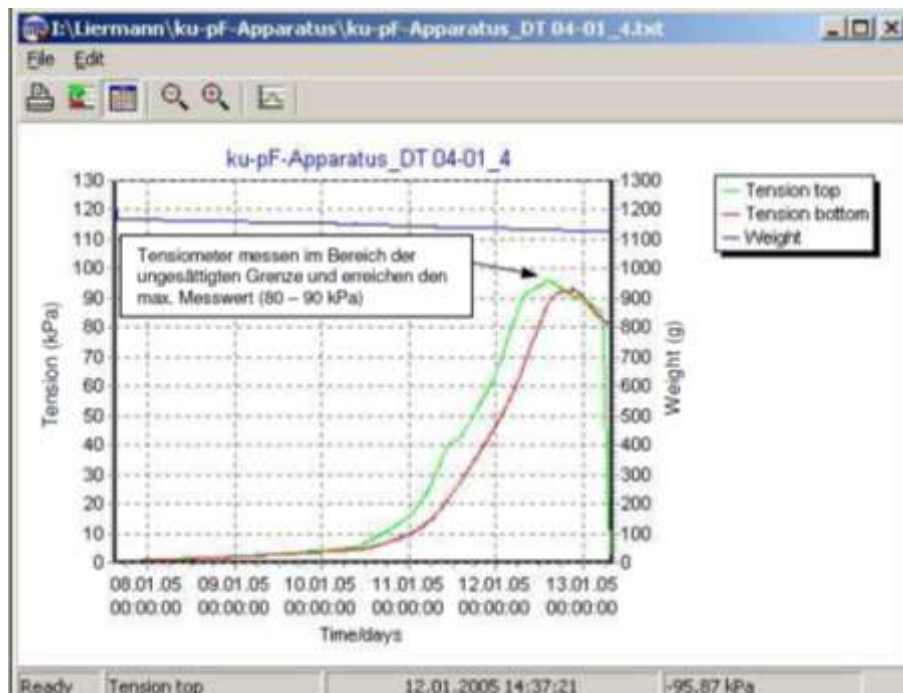 I:\Liermann\ku-pF-Apparatus\ku-pF-Apparatus_DT 04-01_4.txt
File Edit
ku-pF-Apparatus_DT 04-01_4
Tension top
Tension bottom
Weight
Tensiometer messen im Bereich der
ungesättigten Grenze und erreichen den
max. Messwert (80 – 90 kPa)
Tension (kPa)
130
120
110
100
90
80
70
60
50
40
30
20
10
0
1300
1200
1100
1000
900
800
700
600
500
400
300
200
100
0
Weight (g)
08.01.05 09.01.05 10.01.05 11.01.05 12.01.05 13.01.05
00:00:00 00:00:00 00:00:00 00:00:00 00:00:00 00:00:00
Time/days
Ready Tension top 12.01.2005 14:37:21 -95,87 kPa